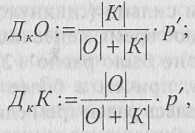 Д_К О := |К| / (|О|+|К|) · p′;
Д_К К := |О| / (|О|+|К|) · p′,